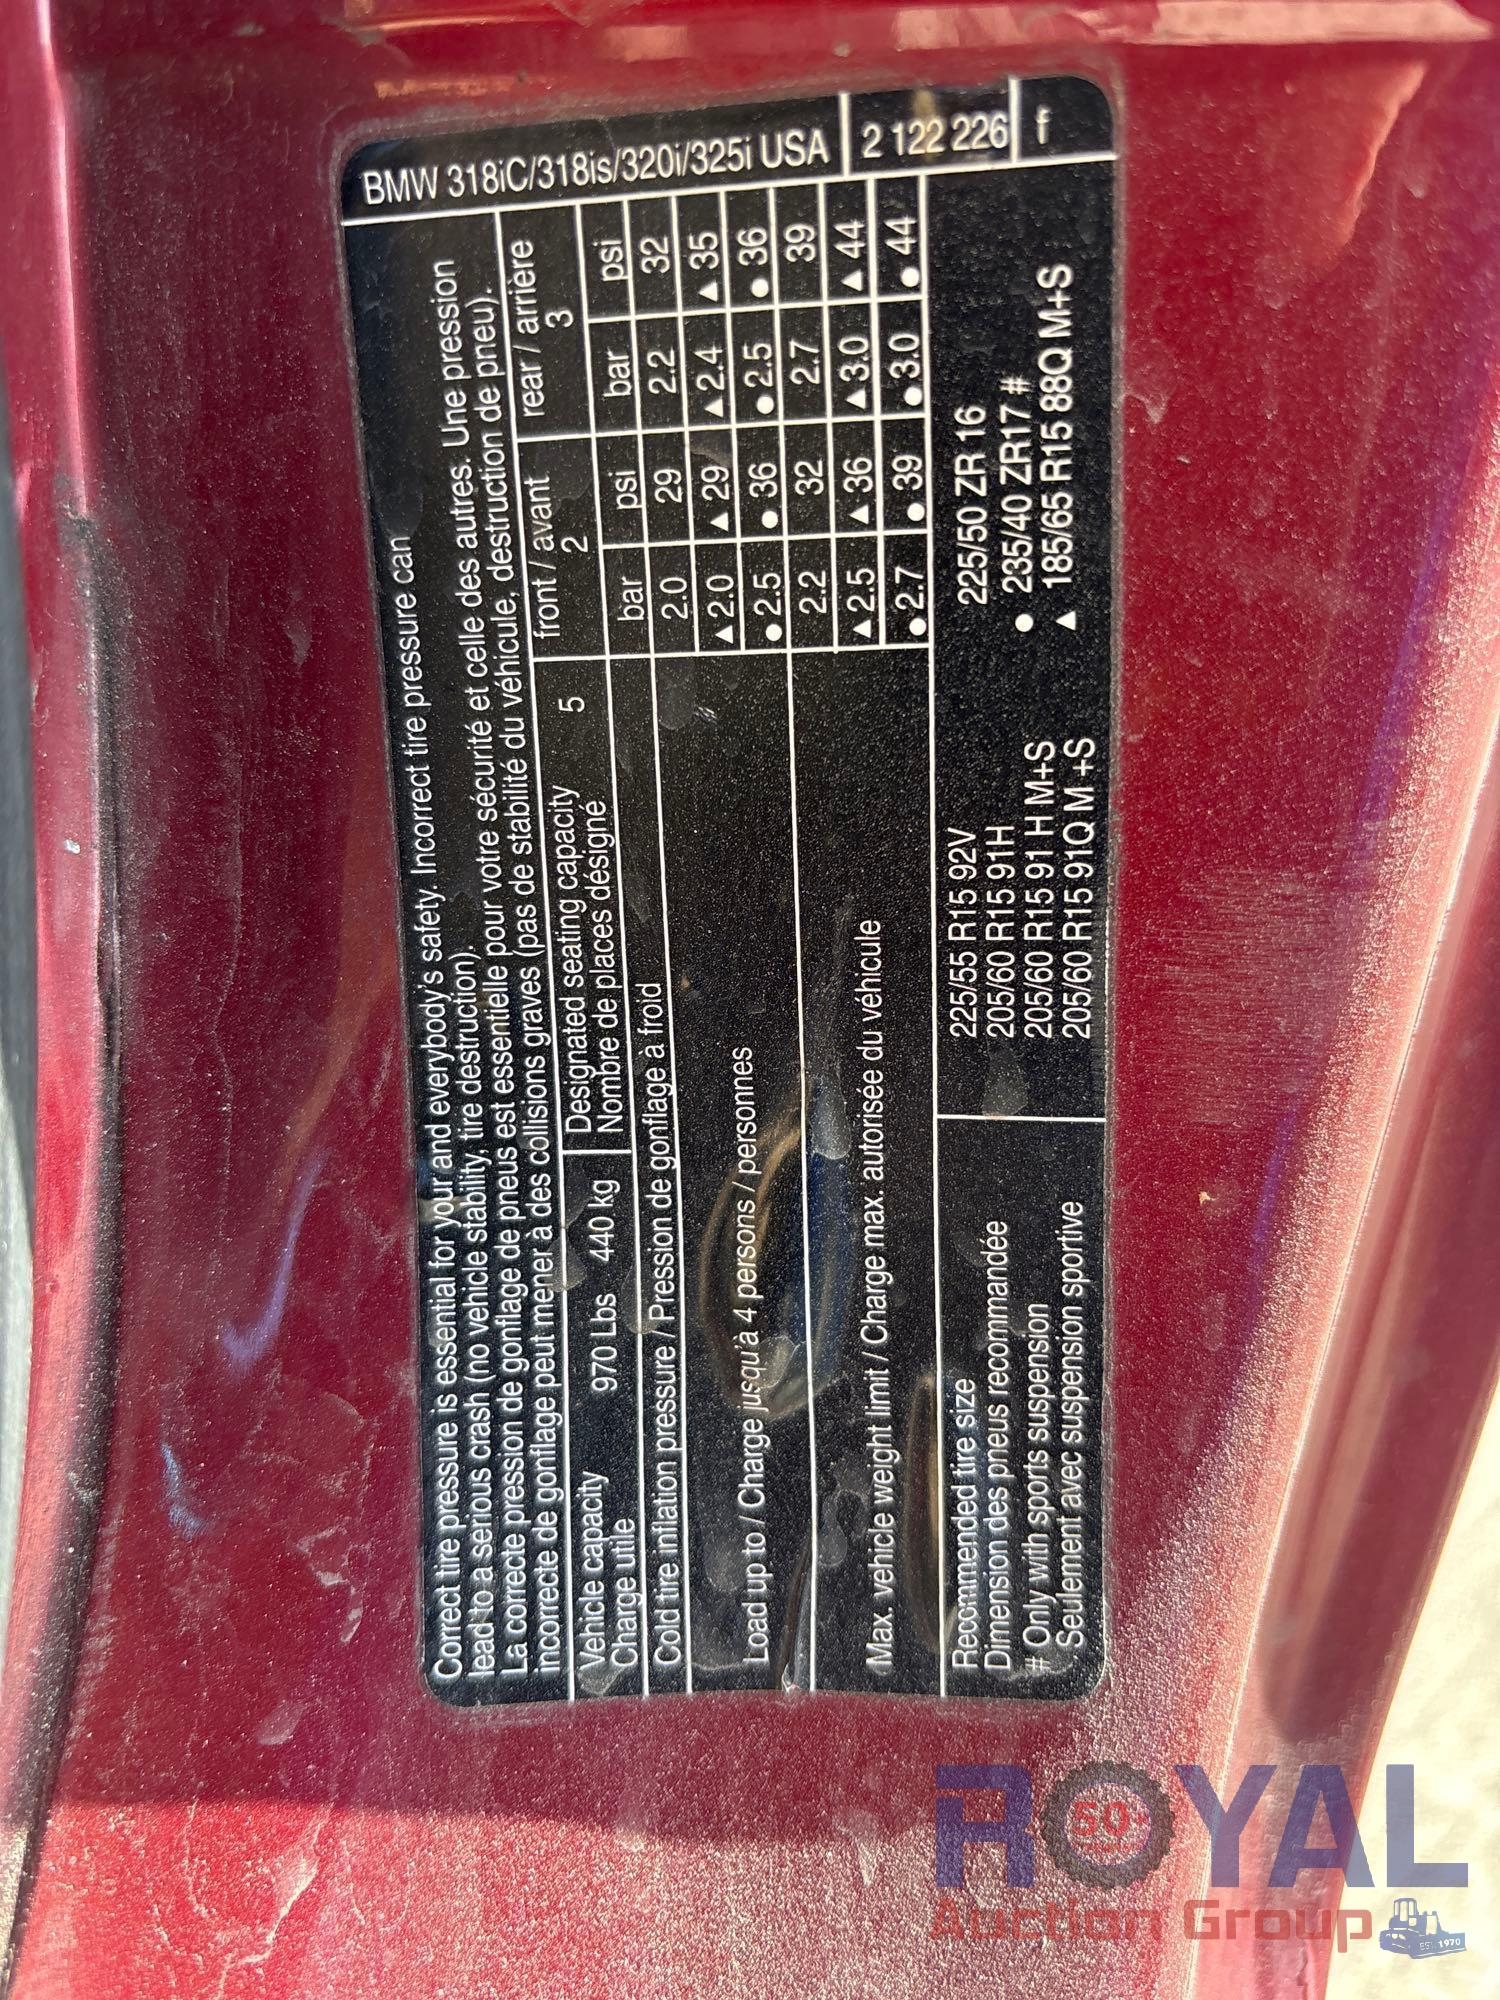 BMW 318iC/318is/320i/325i USA 2 122 226 f
Correct tire pressure is essential for your and everybody's safety. Incorrect tire pressure can
lead to a serious crash (no vehicle stability, tire destruction).
La correcte pression de gonflage de pneus est essentielle pour votre sécurité et celle des autres. Une pression
incorrecte de gonflage peut mener à des collisions graves (pas de stabilité du véhicule, destruction de pneu).
Vehicle capacity
Charge utile
970 Lbs 440 kg
Designated seating capacity
Nombre de places désigné
5
front / avant
2
rear / arrière
3
Cold tire inflation pressure / Pression de gonflage à froid
bar psi bar psi
Load up to / Charge jusqu'à 4 persons / personnes
2.0 29 2.2 32
▲2.0 ▲29 ▲2.4 ▲35
●2.5 ●36 ●2.5 ●36
Max. vehicle weight limit / Charge max. autorisée du véhicule
2.2 32 2.7 39
▲2.5 ▲36 ▲3.0 ▲44
●2.7 ●39 ●3.0 ●44
Recommended tire size
Dimension des pneus recommandée
# Only with sports suspension
Seulement avec suspension sportive
225/55 R15 92V 225/50 ZR 16
205/60 R15 91H ● 235/40 ZR17 #
205/60 R15 91 H M+S ▲ 185/65 R15 88Q M+S
205/60 R15 91Q M +S
ROYAL
50+
Auction Group
EST. 1970